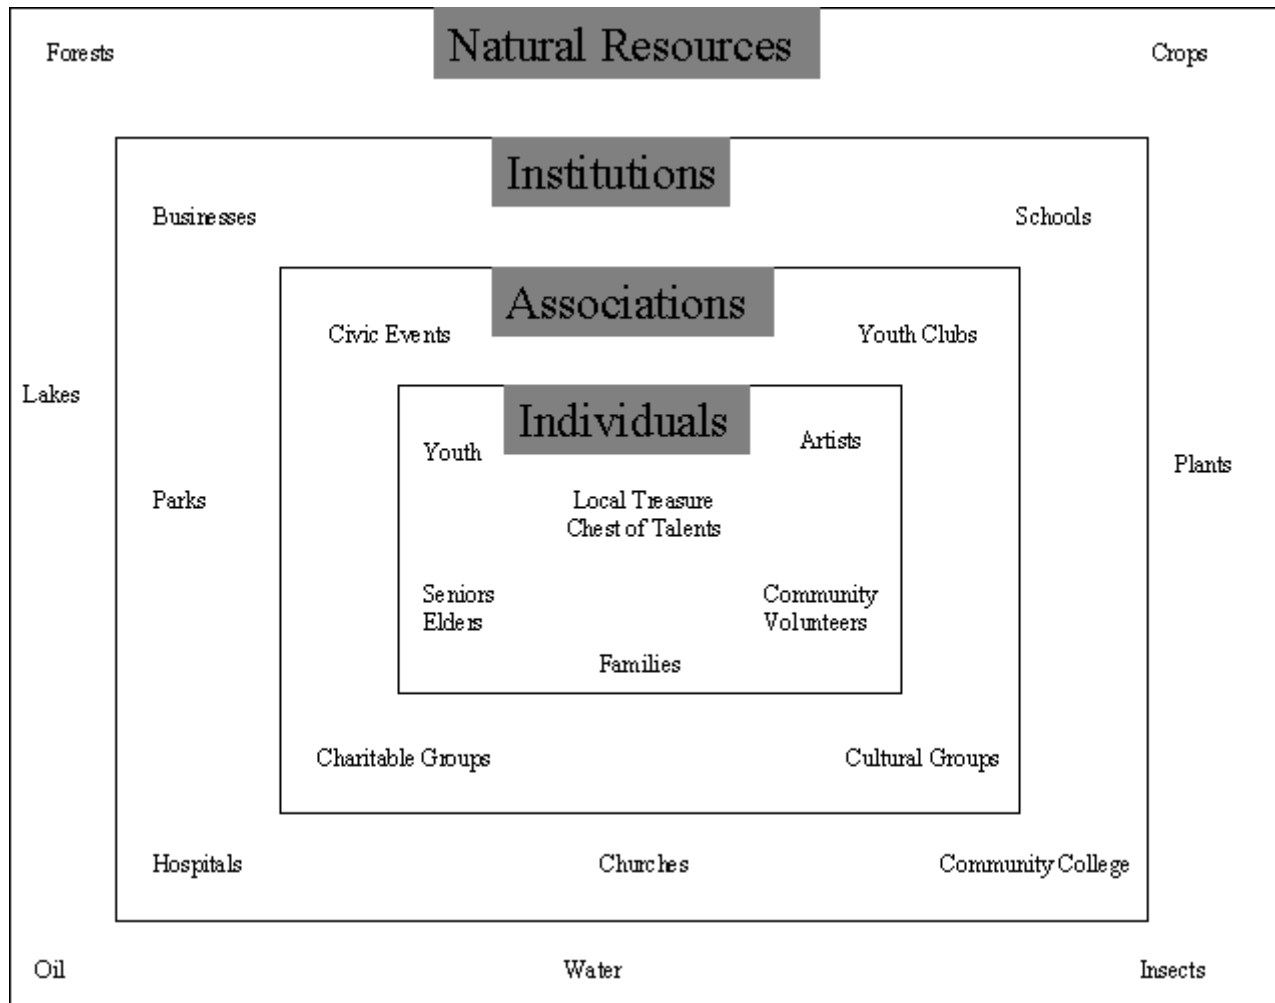 Natural Resources
Forests
Crops
Institutions
Businesses
Schools
Associations
Civic Events
Youth Clubs
Lakes
Individuals
Youth
Artists
Plants
Parks
Local Treasure
Chest of Talents
Seniors
Elders
Community
Volunteers
Families
Charitable Groups
Cultural Groups
Hospitals
Churches
Community College
Oil
Water
Insects